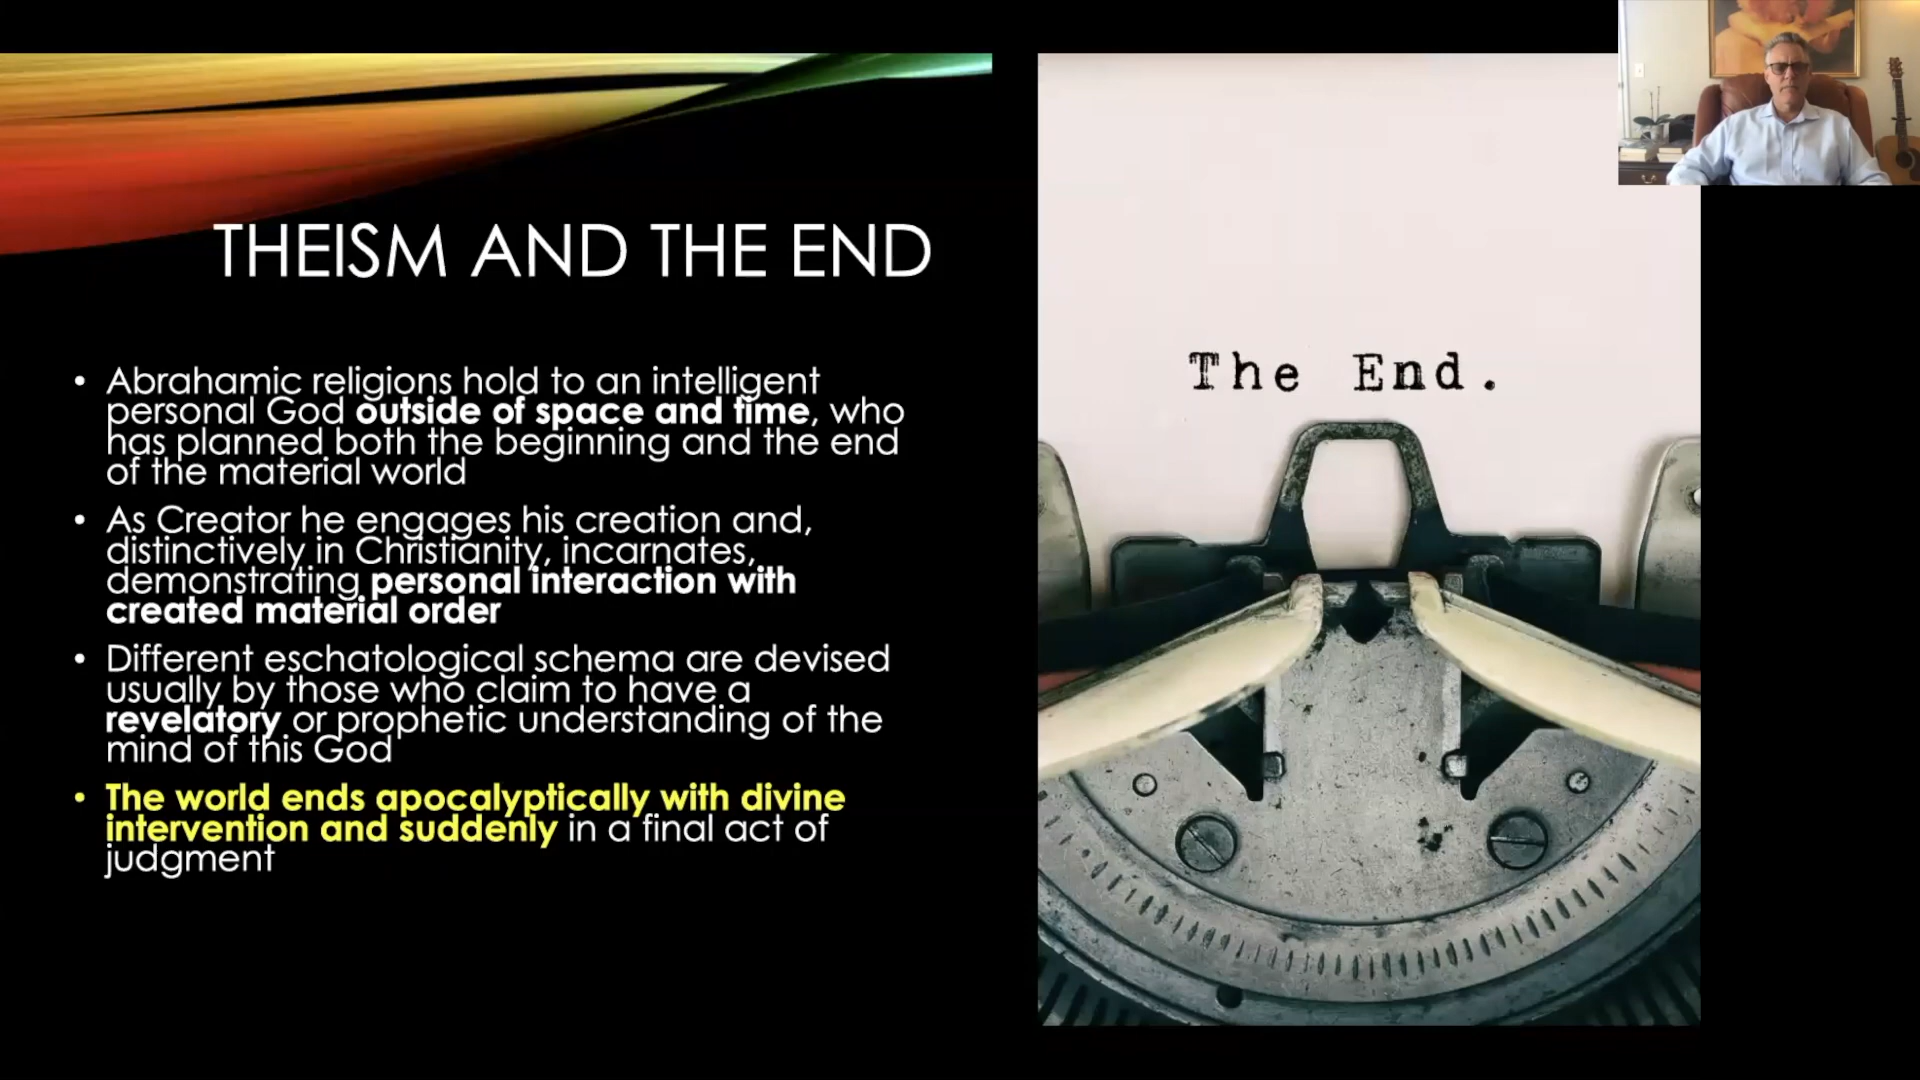 THEISM AND THE END
• Abrahamic religions hold to an intelligent
personal God outside of space and time, who
has planned both the beginning and the end
of the material world
• As Creator he engages his creation and,
distinctively in Christianity, incarnates,
demonstrating personal interaction with
created material order
• Different eschatological schema are devised
usually by those who claim to have a
revelatory or prophetic understanding of the
mind of this God
• The world ends apocalyptically with divine
intervention and suddenly in a final act of
judgment
The End.